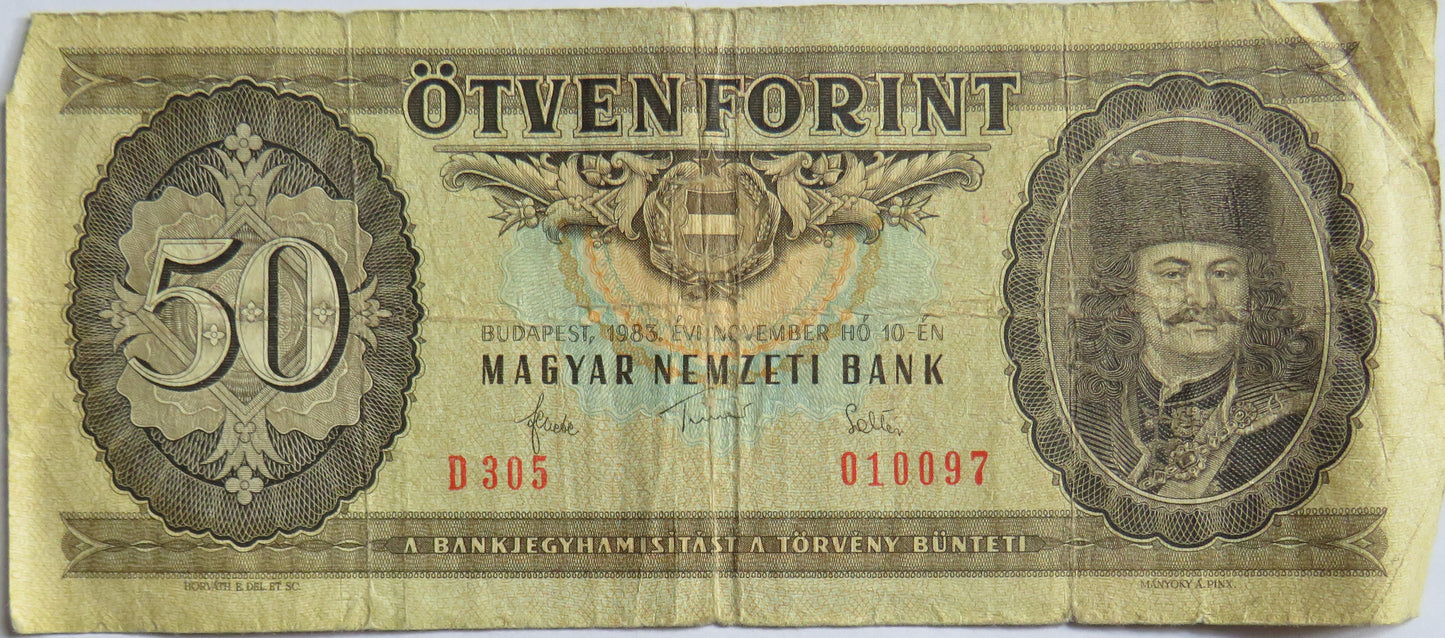 ÖTVEN FORINT
50
BUDAPEST, 1983. ÉVI NOVEMBER HÓ 10-ÉN
MAGYAR NEMZETI BANK
D 305
010097
A BANKJEGYHAMISÍTÁST A TÖRVÉNY BÜNTETI
HORVÁTH E. DEL. ET SC.
MÁNYOKY Á. PINX.